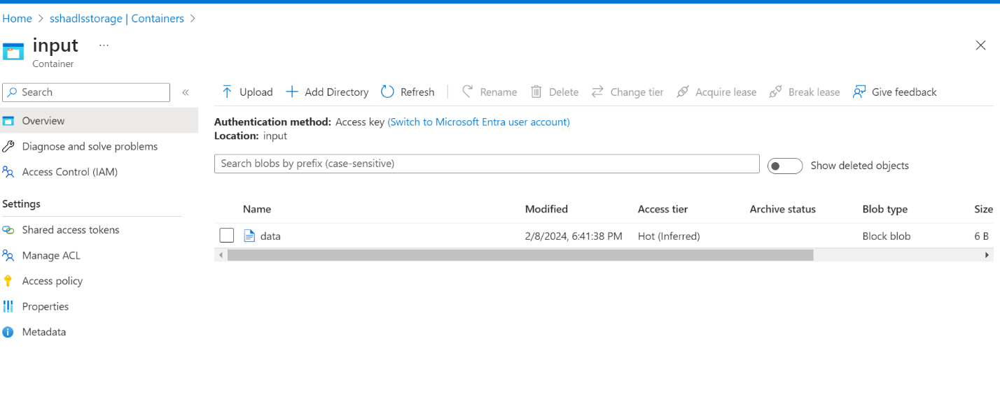 Home > sshadlsstorage | Containers >
input ...
Container
Search «
Upload Add Directory Refresh Rename Delete Change tier Acquire lease Break lease Give feedback
Overview
Diagnose and solve problems
Access Control (IAM)
Settings
Shared access tokens
Manage ACL
Access policy
Properties
Metadata
Authentication method: Access key (Switch to Microsoft Entra user account)
Location: input
Search blobs by prefix (case-sensitive)
Show deleted objects
Name Modified Access tier Archive status Blob type Size
data 2/8/2024, 6:41:38 PM Hot (Inferred) Block blob 6 B